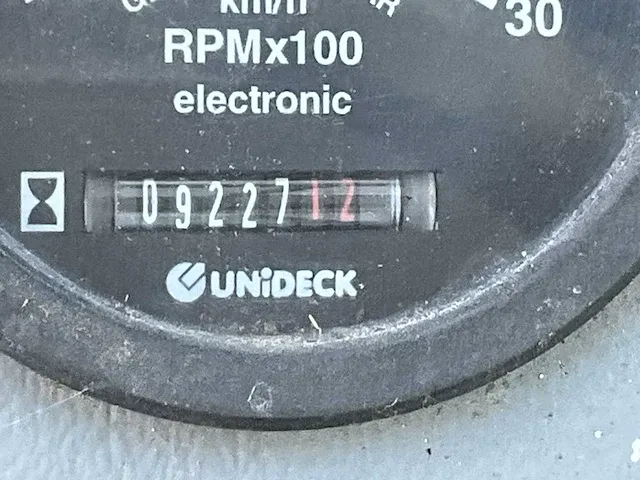 km/h
30
RPMx100
electronic
0922712
UNiDECK